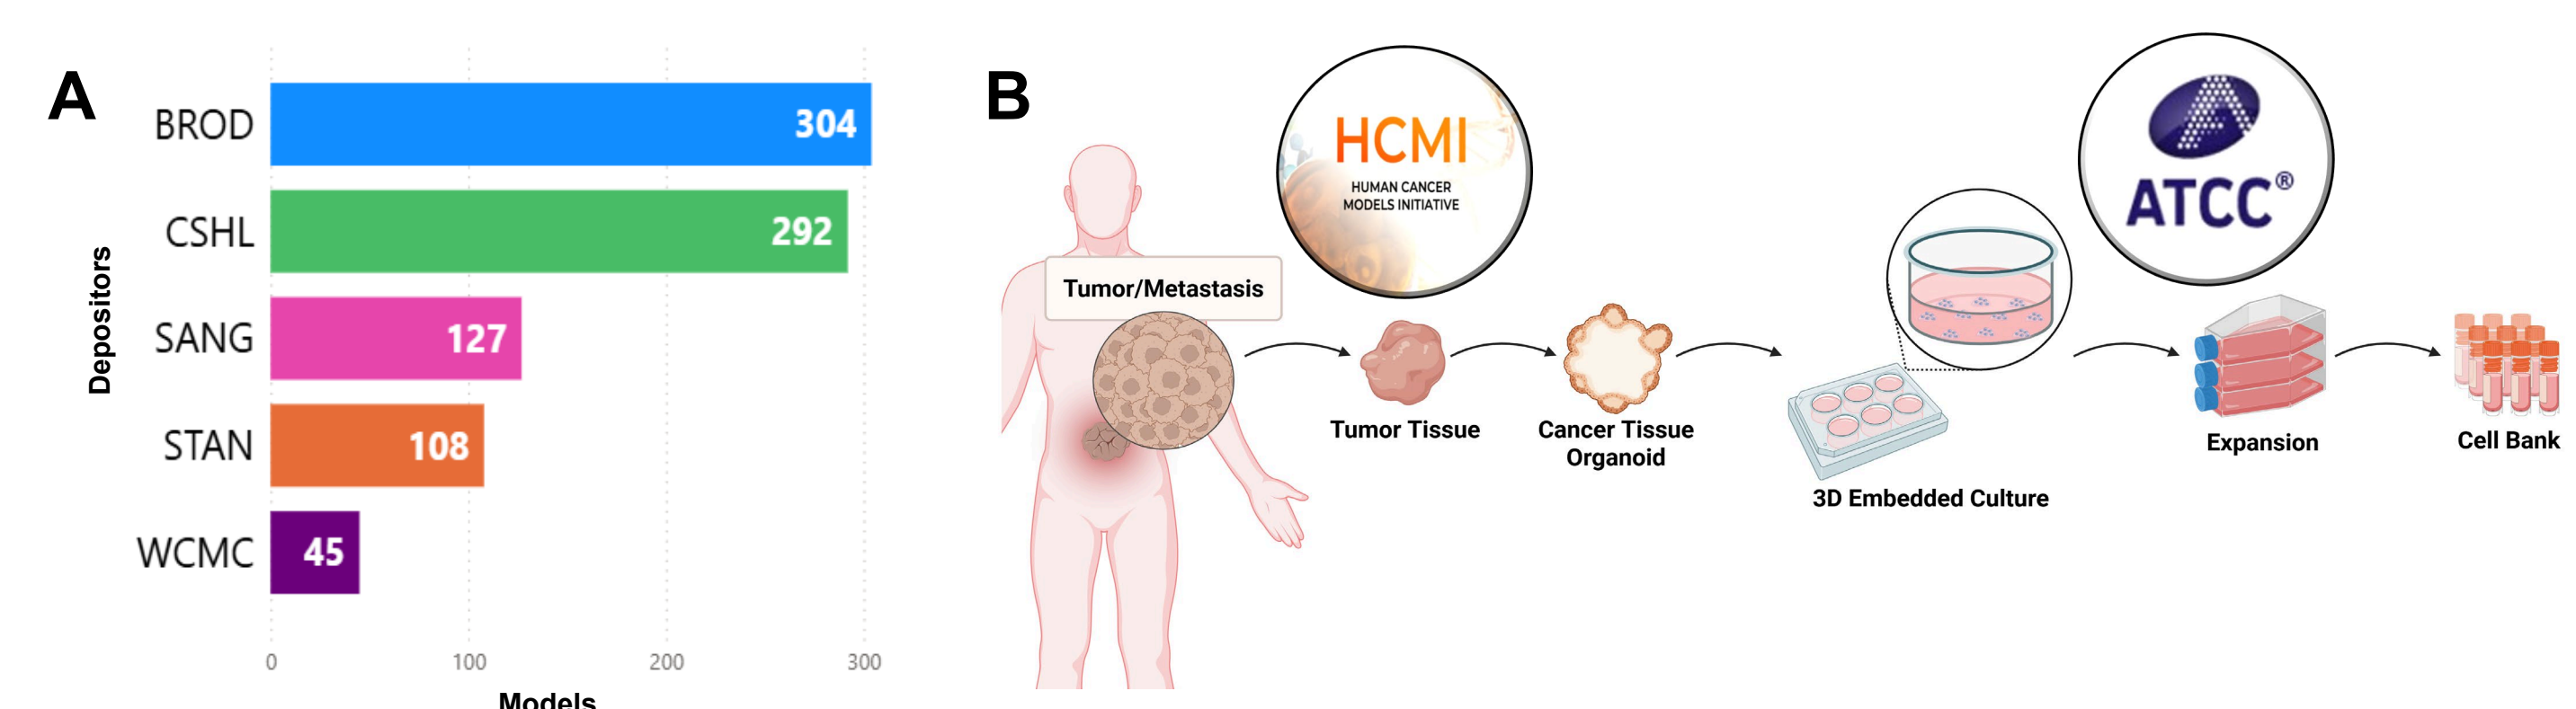 A
Depositors
BROD
304
CSHL
292
SANG
127
STAN
108
WCMC
45
0 100 200 300
Models
B
HCMI
HUMAN CANCER
MODELS INITIATIVE
ATCC®
Tumor/Metastasis
Tumor Tissue
Cancer Tissue
Organoid
3D Embedded Culture
Expansion
Cell Bank